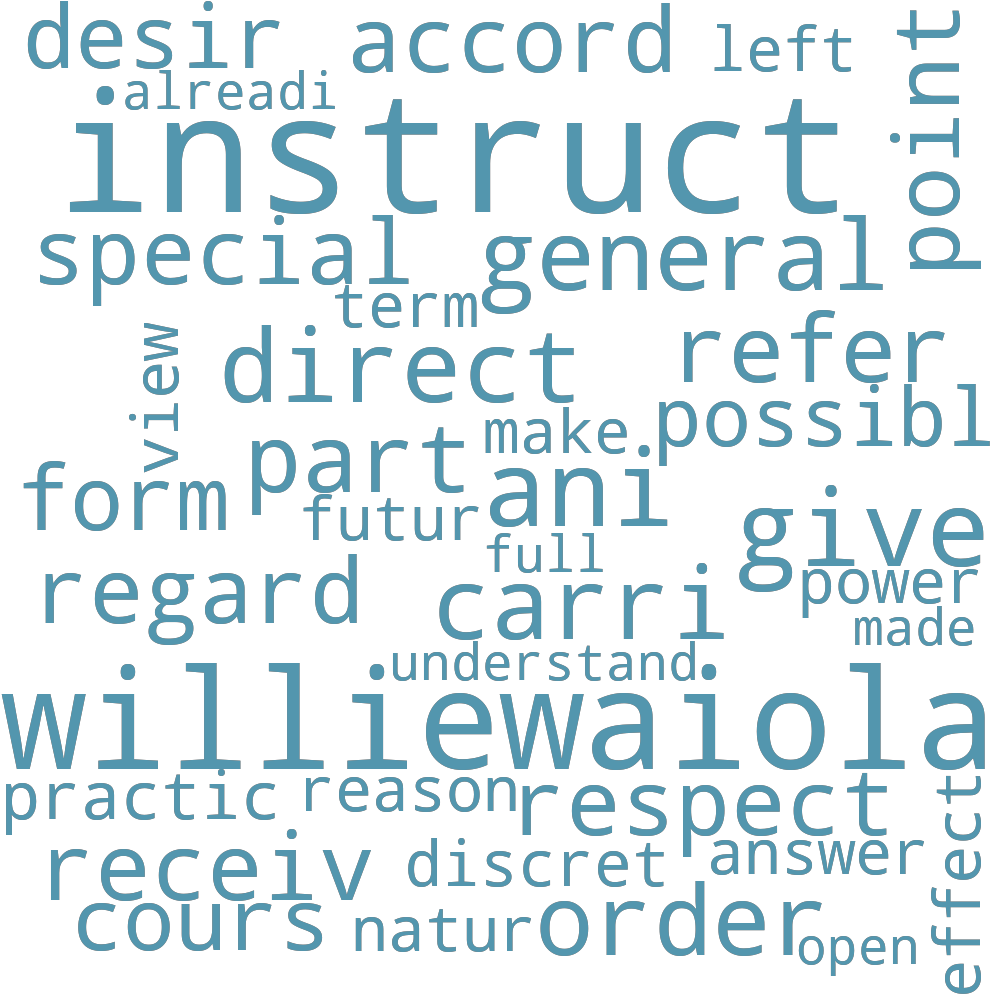 desir accord left
alreadi
point
instruct
special general
term
view direct refer
make possibl
part
form ani
futur give
full
regard carri power
made
understand
williewaiola
practic reason respect
effect
receiv discret answer
cours natur order open